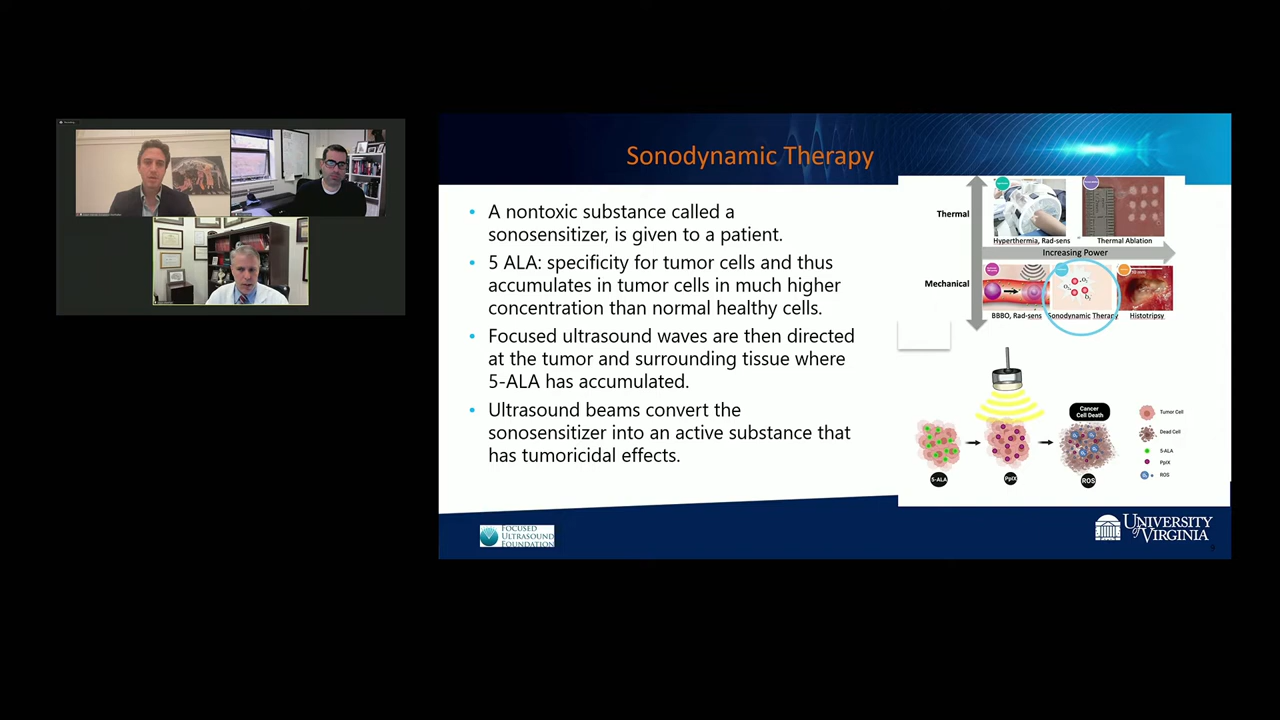 Sonodynamic Therapy
• A nontoxic substance called a
sonosensitizer, is given to a patient.
• 5 ALA: specificity for tumor cells and thus
accumulates in tumor cells in much higher
concentration than normal healthy cells.
• Focused ultrasound waves are then directed
at the tumor and surrounding tissue where
5-ALA has accumulated.
• Ultrasound beams convert the
sonosensitizer into an active substance that
has tumoricidal effects.
Thermal
Hyperthermia, Rad-sens
Thermal Ablation
Increasing Power
Mechanical
BBBO, Rad-sens
Sonodynamic Therapy
Histotripsy
Cancer
Cell Death
Tumor Cell
Dead Cell
5-ALA
PpIX
ROS
5-ALA
PpIX
ROS
FOCUSED
ULTRASOUND
FOUNDATION
UNIVERSITY
of VIRGINIA